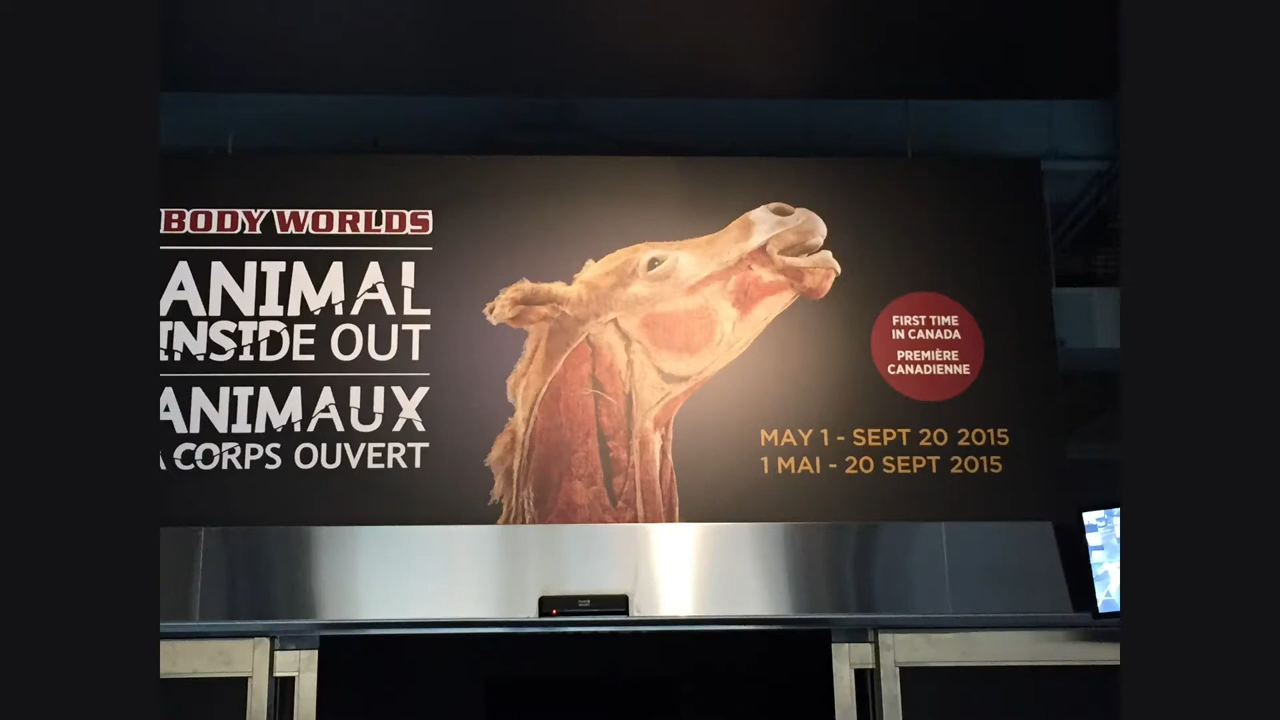 BODY WORLDS
ANIMAL
INSIDE OUT
ANIMAUX
CORPS OUVERT
FIRST TIME
IN CANADA
PREMIÈRE
CANADIENNE
MAY 1 - SEPT 20 2015
1 MAI - 20 SEPT 2015